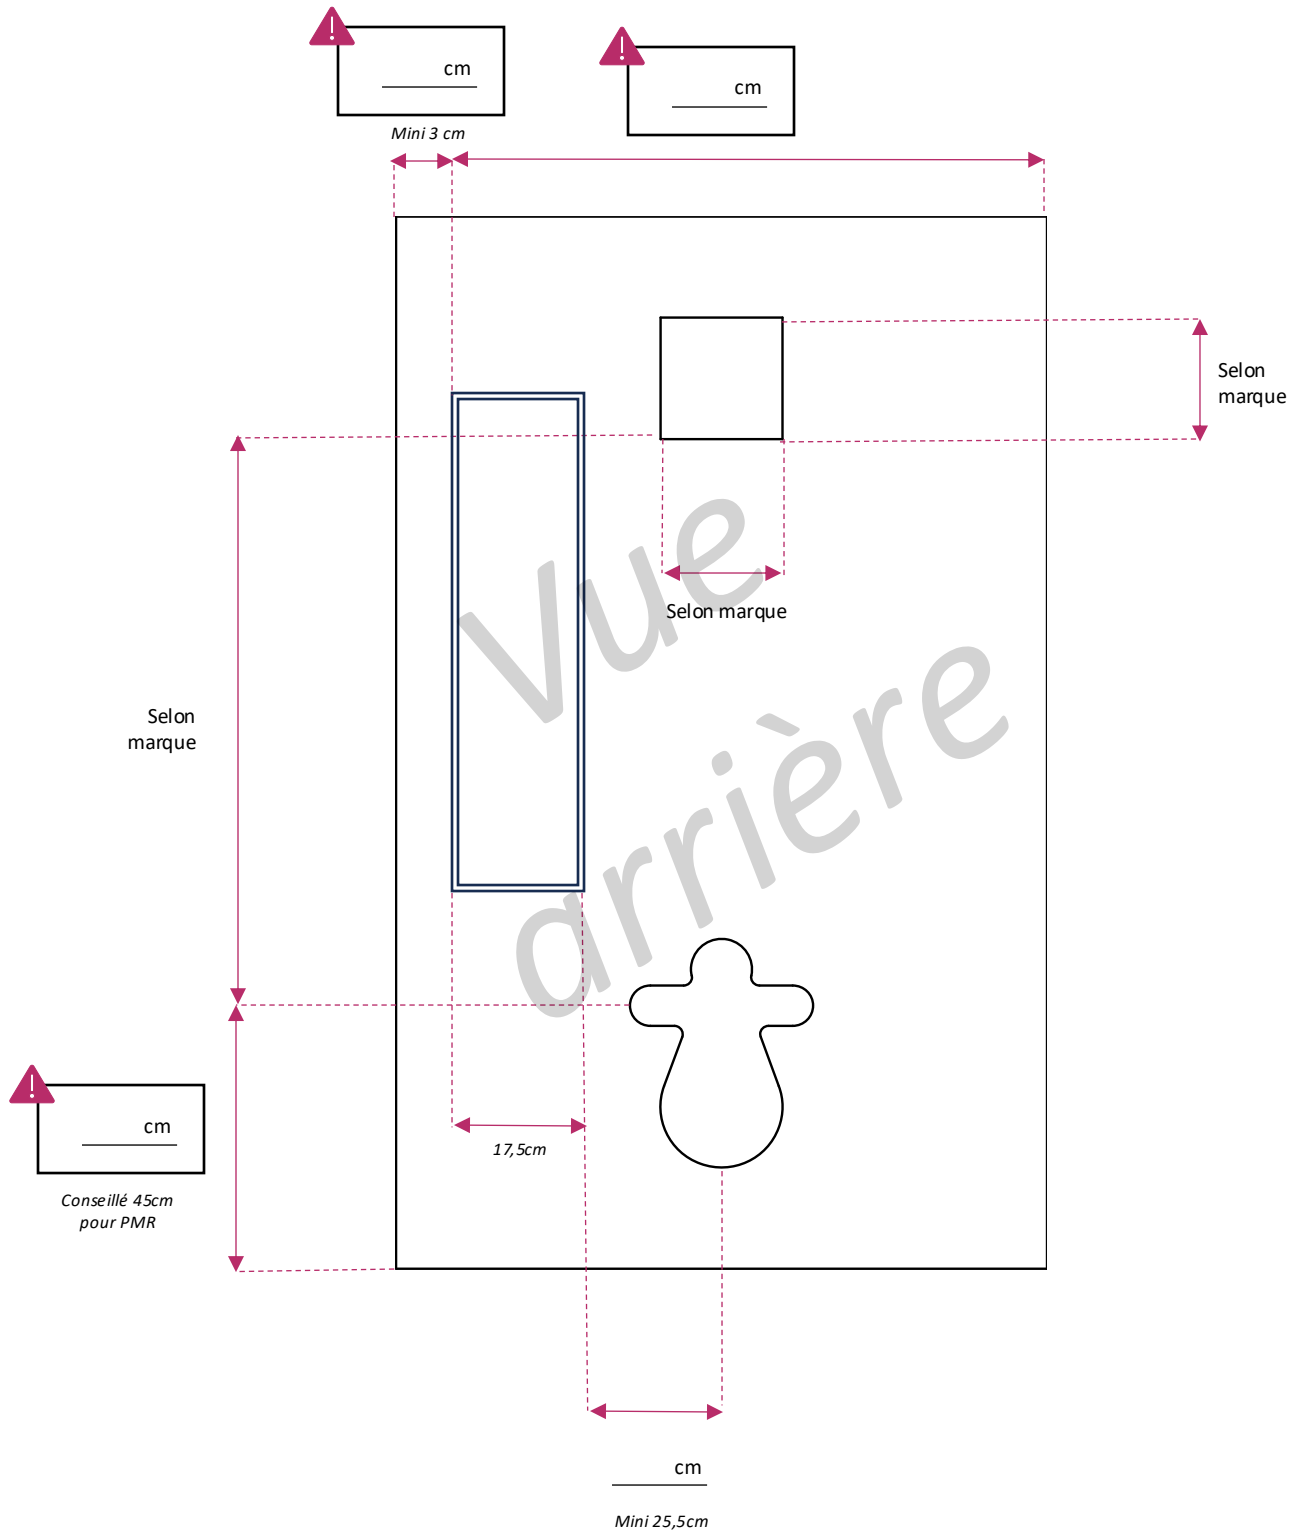 cm
Mini 3 cm
cm
Selon
marque
Selon marque
Vue
arrière
Selon
marque
cm
Conseillé 45cm
pour PMR
17,5cm
cm
Mini 25,5cm